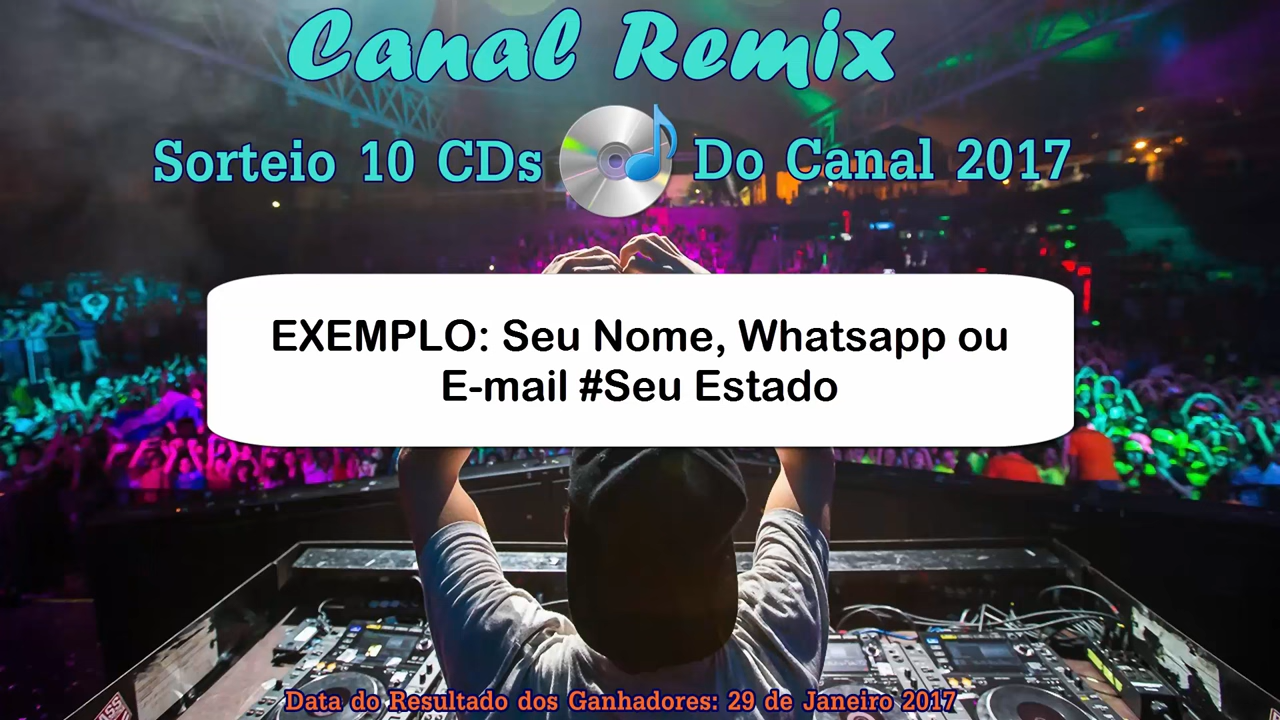 Canal Remix
Sorteio 10 CDs Do Canal 2017
EXEMPLO: Seu Nome, Whatsapp ou
E-mail #Seu Estado
Data do Resultado dos Ganhadores: 29 de Janeiro 2017